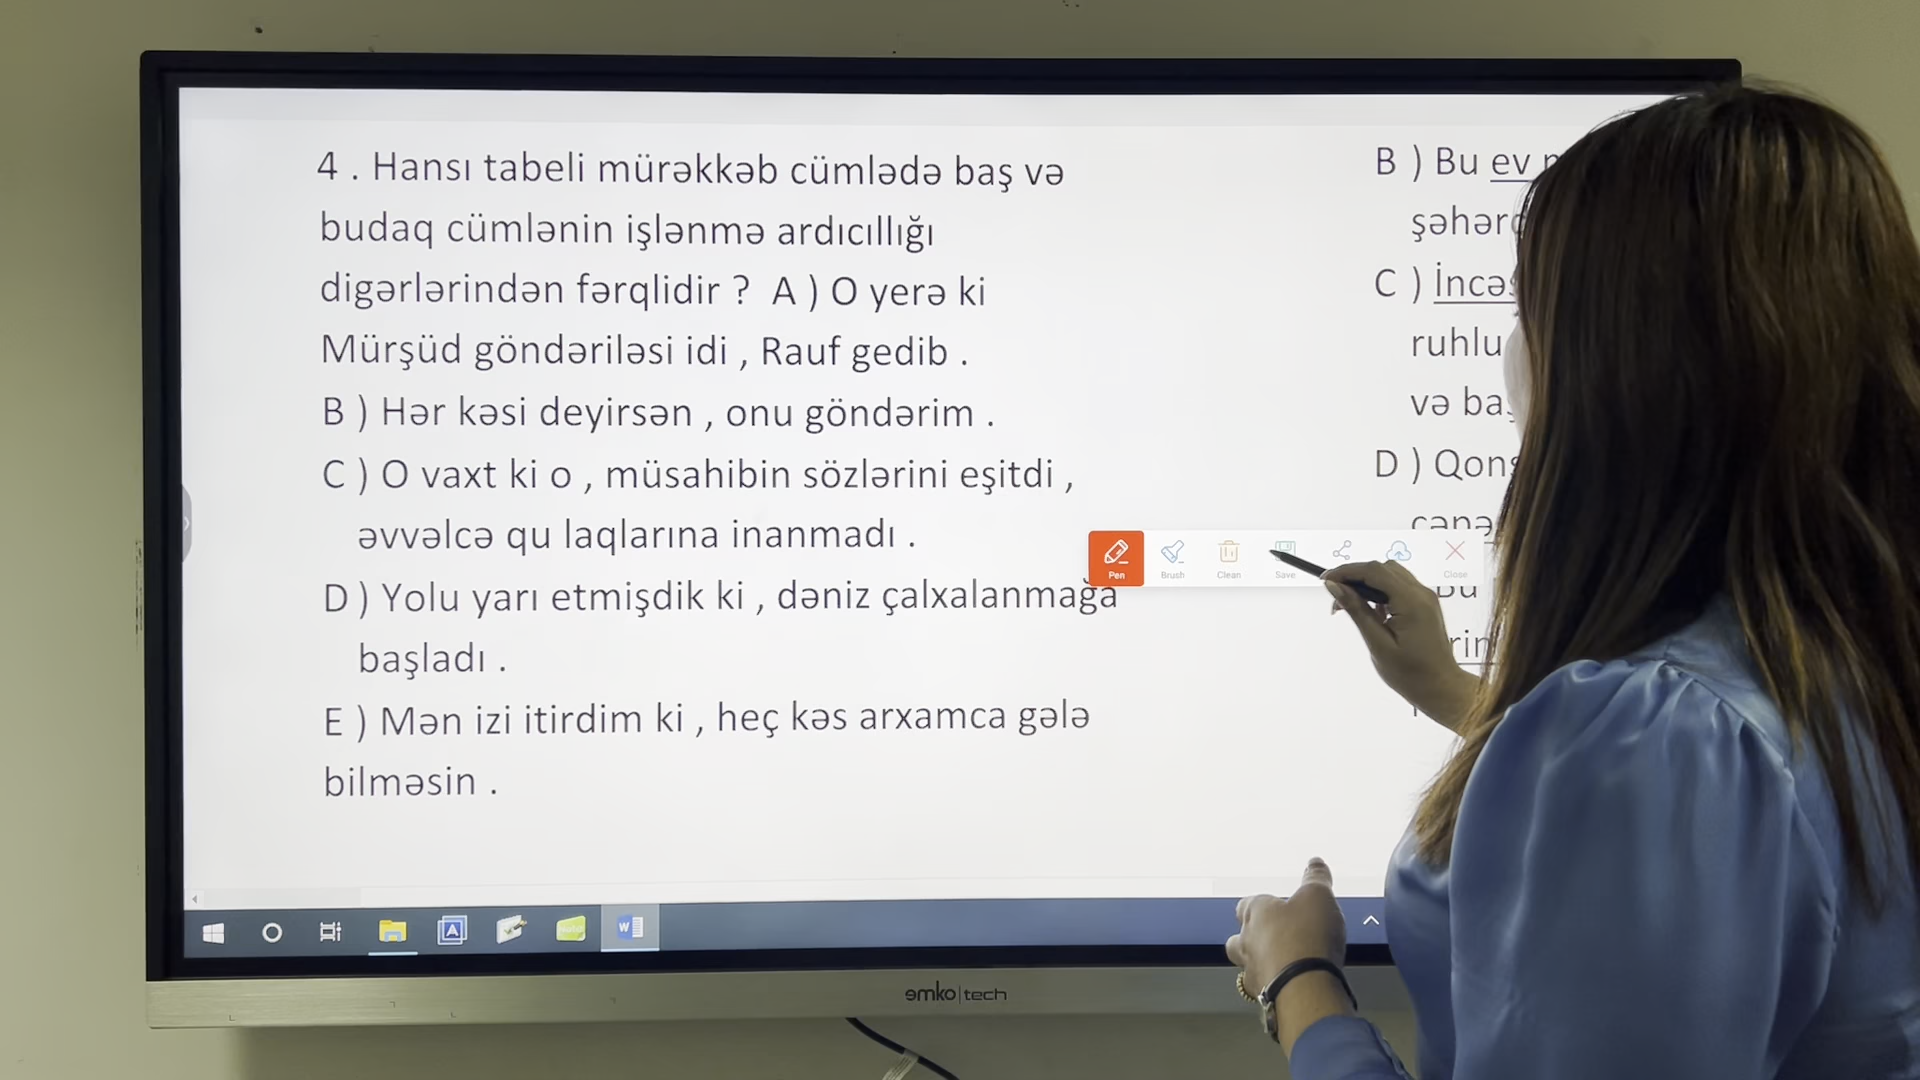 4 . Hansı tabeli mürəkkəb cümlədə baş və
budaq cümlənin işlənmə ardıcıllığı
digərlərindən fərqlidir ? A ) O yerə ki
Mürşüd göndəriləsi idi , Rauf gedib .
B ) Hər kəsi deyirsən , onu göndərim .
C ) O vaxt ki o , müsahibin sözlərini eşitdi ,
əvvəlcə qu laqlarına inanmadı .
D ) Yolu yarı etmişdik ki , dəniz çalxalanmağa
başladı .
E ) Mən izi itirdim ki , heç kəs arxamca gələ
bilməsin .
B ) Bu ev
C )
ruhlu
və
D )
Pen
Brush
Clean
Save
Close
emko|tech